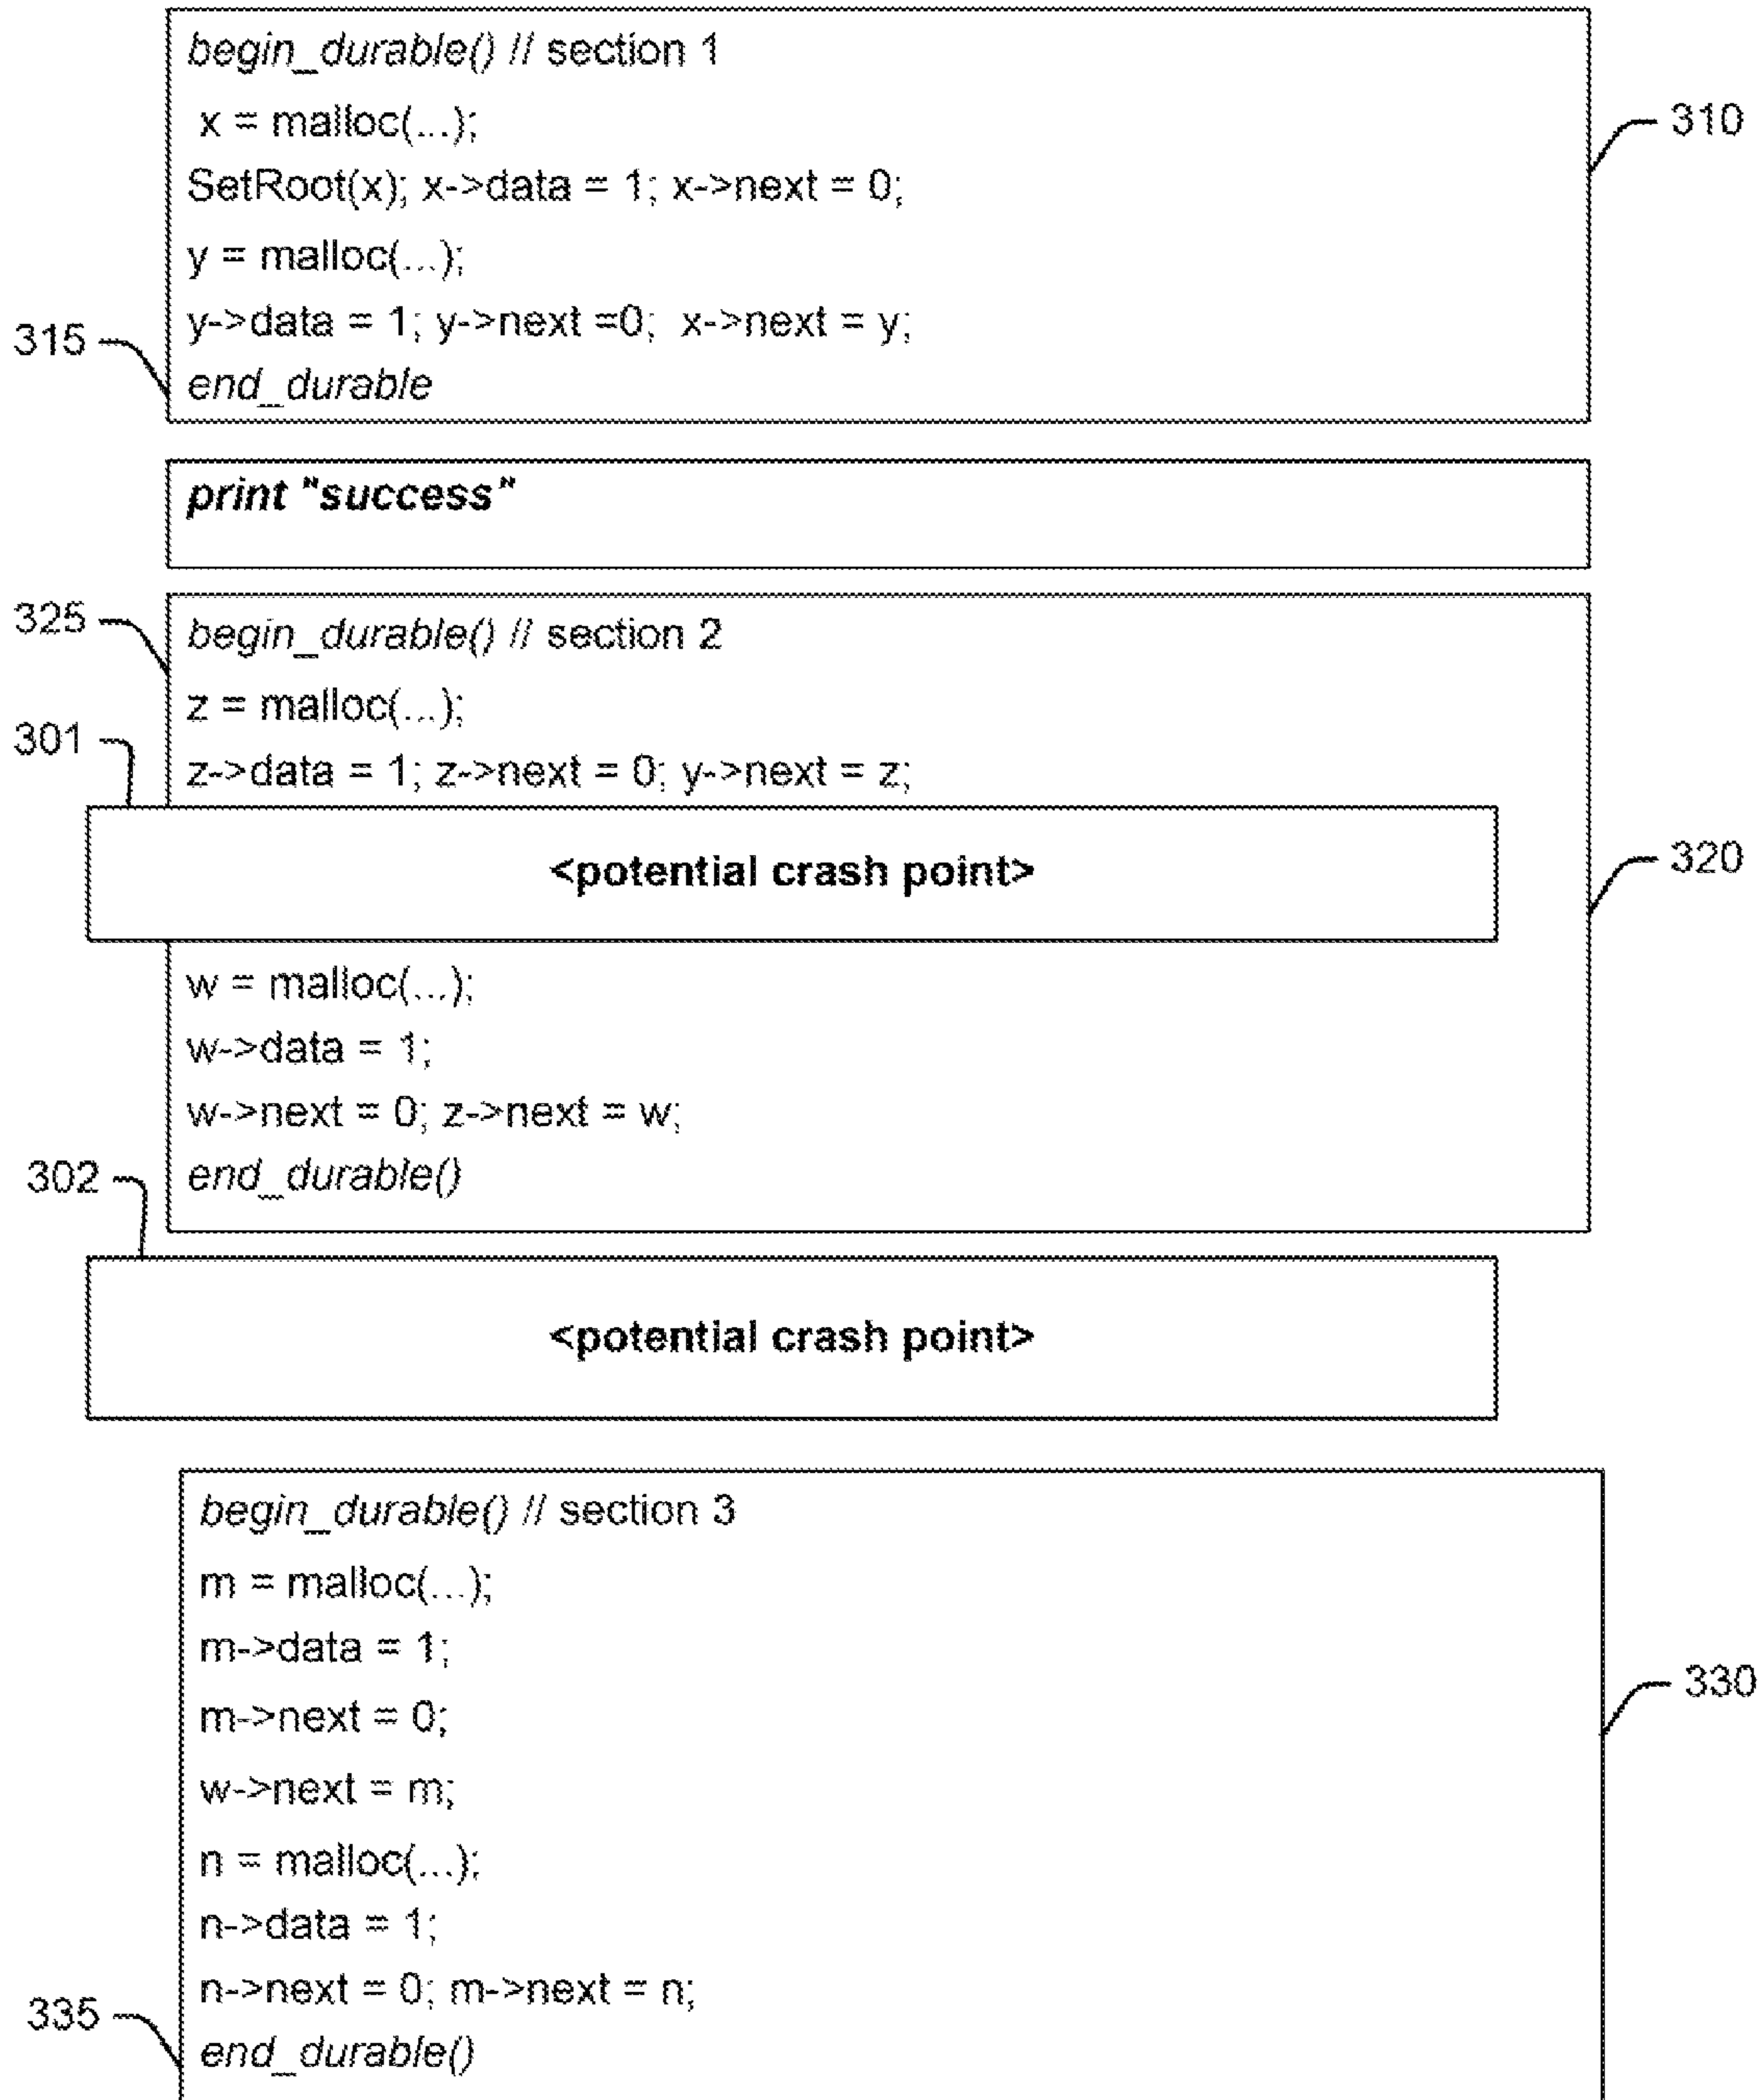 begin_durable() // section 1
x = malloc(...);
310
SetRoot(x); x->data = 1; x->next = 0;
y = malloc(...);
y->data = 1; y->next =0; x->next = y;
315
end_durable
print "success"
325
begin_durable() // section 2
z = malloc(...);
301
z->data = 1; z->next = 0; y->next = z;
<potential crash point>
320
w = malloc(...);
w->data = 1;
w->next = 0; z->next = w;
302
end_durable()
<potential crash point>
begin_durable() // section 3
m = malloc(...);
m->data = 1;
330
m->next = 0;
w->next = m;
n = malloc(...);
n->data = 1;
n->next = 0; m->next = n;
335
end_durable()